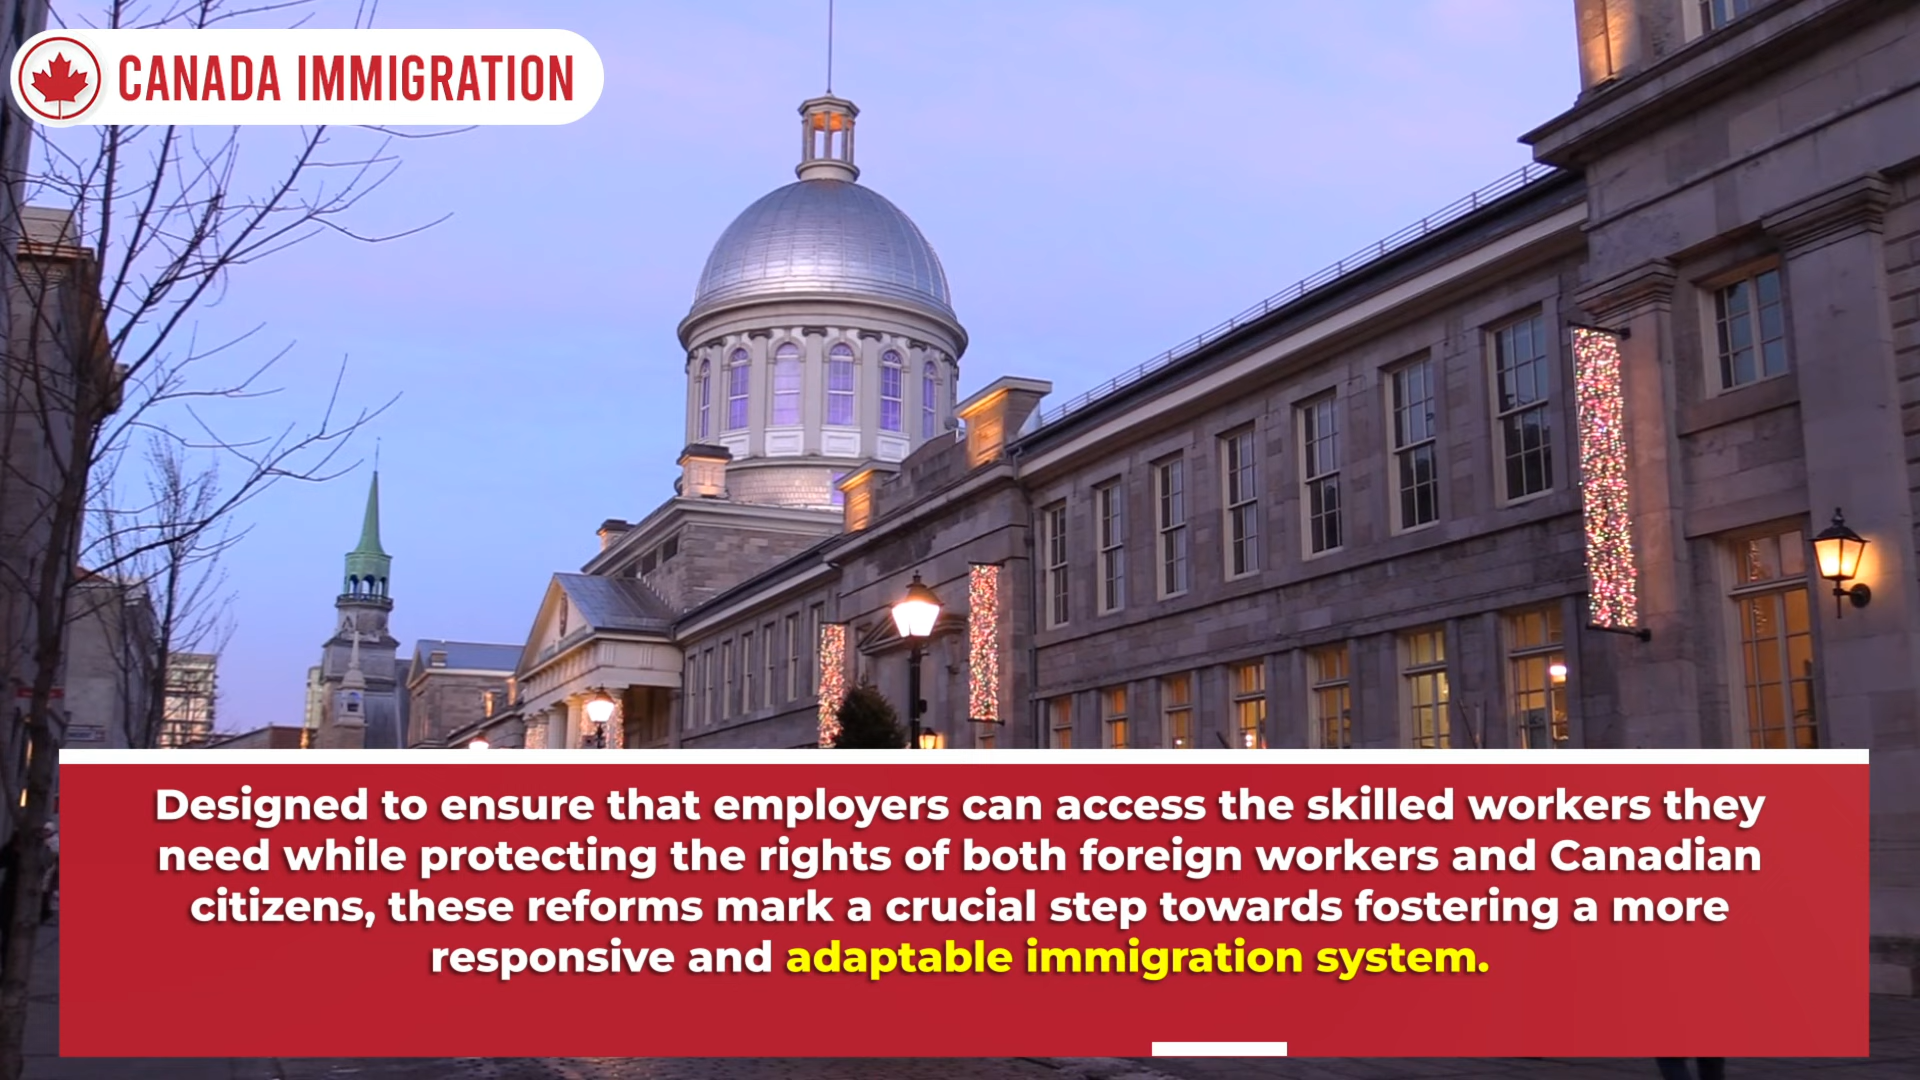 CANADA IMMIGRATION
Designed to ensure that employers can access the skilled workers they
need while protecting the rights of both foreign workers and Canadian
citizens, these reforms mark a crucial step towards fostering a more
responsive and adaptable immigration system.